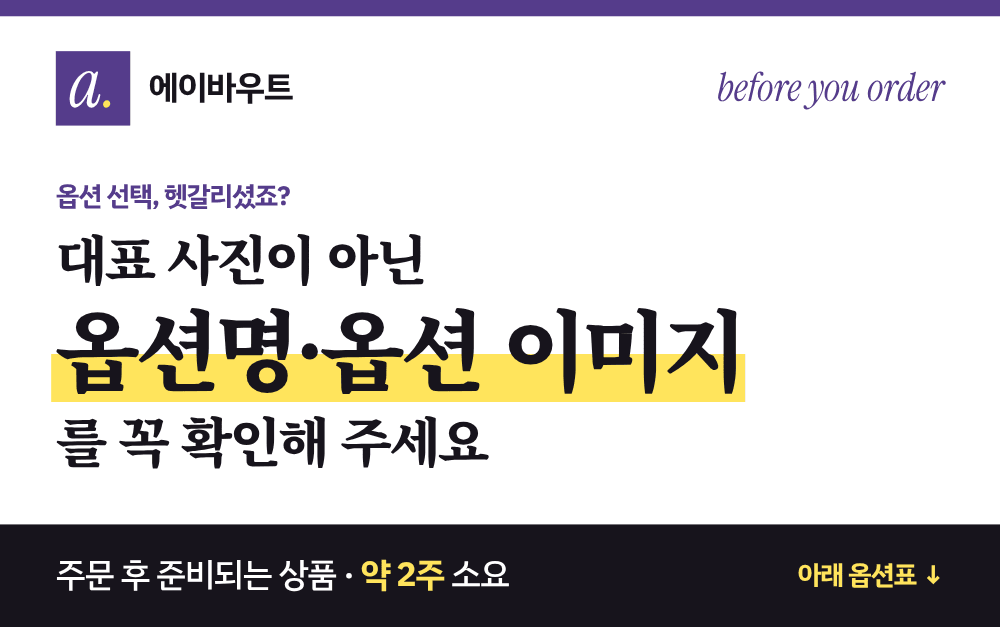 a. 에이바우트
before you order
옵션 선택, 헷갈리셨죠?
대표 사진이 아닌
옵션명·옵션 이미지
를 꼭 확인해 주세요
주문 후 준비되는 상품 · 약 2주 소요
아래 옵션표 ↓